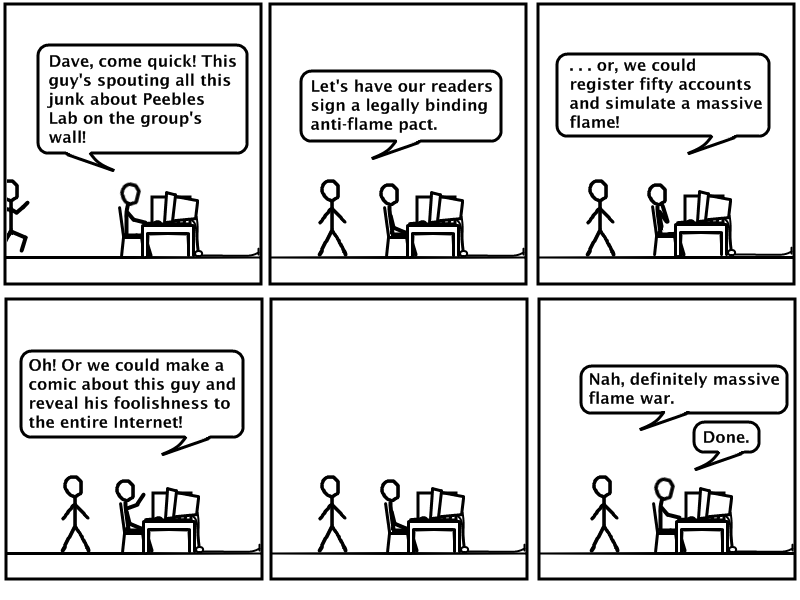 Dave, come quick! This
guy's spouting all this
junk about Peebles
Lab on the group's
wall!
Let's have our readers
sign a legally binding
anti-flame pact.
. . . or, we could
register fifty accounts
and simulate a massive
flame!
Oh! Or we could make a
comic about this guy and
reveal his foolishness to
the entire Internet!
Nah, definitely massive
flame war.
Done.